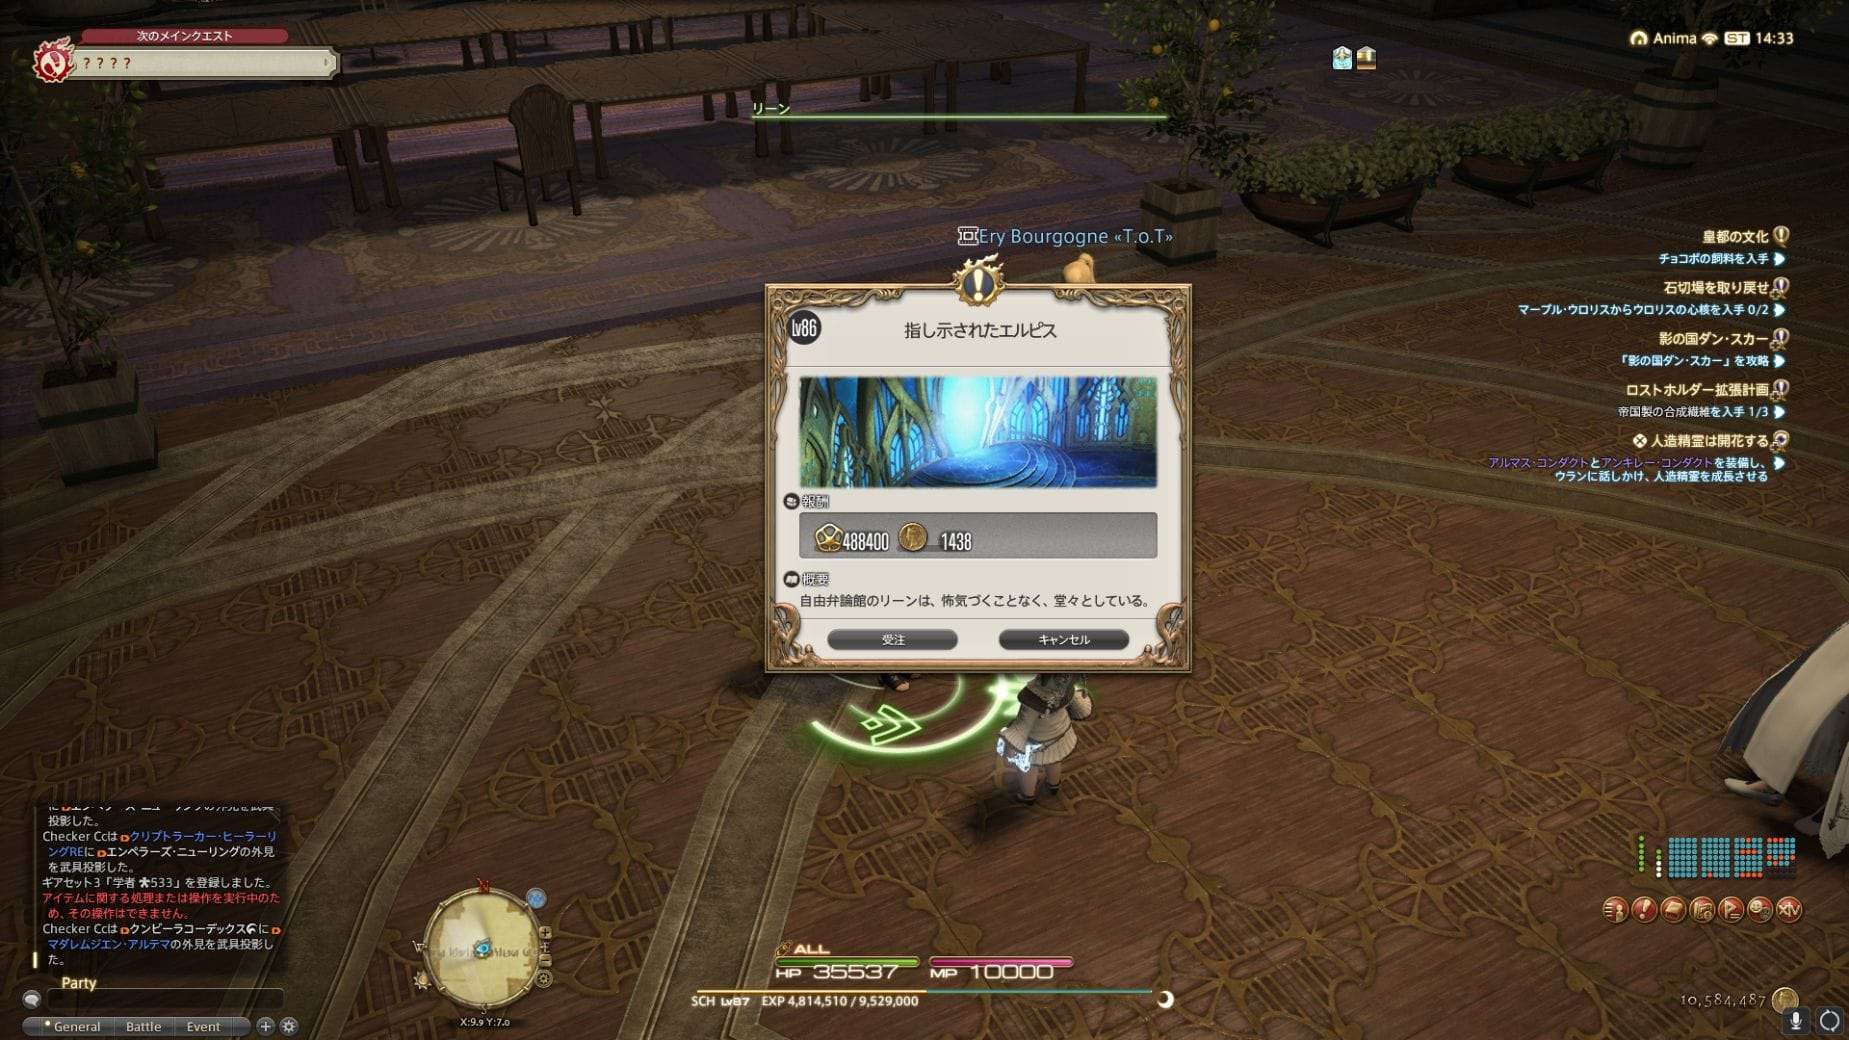 次のメインクエスト
????
Anima ST 14:33
リーン
Ery Bourgogne «T.o.T»
皇都の文化
チョコボの飼料を入手
石切場を取り戻せ
マーブル・ウロリスからウロリスの心核を入手 0/2
影の国ダン・スカー
「影の国ダン・スカー」を攻略
ロストホルダー拡張計画
帝国製の合成繊維を入手 1/3
人造精霊は開花する
アルマス・コンダクトとアンキレー・コンダクトを装備し、
ウランに話しかけ、人造精霊を成長させる
Lv86
指し示されたエルピス
報酬
488400 1438
概要
自由弁論館のリーンは、怖気づくことなく、堂々としている。
受注 キャンセル
投影した。
Checker Ccはクリプトラーカー・ヒーラーリ
ングREにエンペラーズ・ニューリングの外見
を武具投影した。
ギアセット3「学者 533」を登録しました。
アイテムに関する処理または操作を実行中のた
め、その操作はできません。
Checker Ccはクンビーラコーデックスに
マダレムジエン・アルテマの外見を武具投影し
た。
Party
General Battle Event
N
X:9.9 Y:7.0
ALL
HP 35537 MP 10000
SCH Lv87 EXP 4,814,510 / 9,529,000
XIV
10,584,487